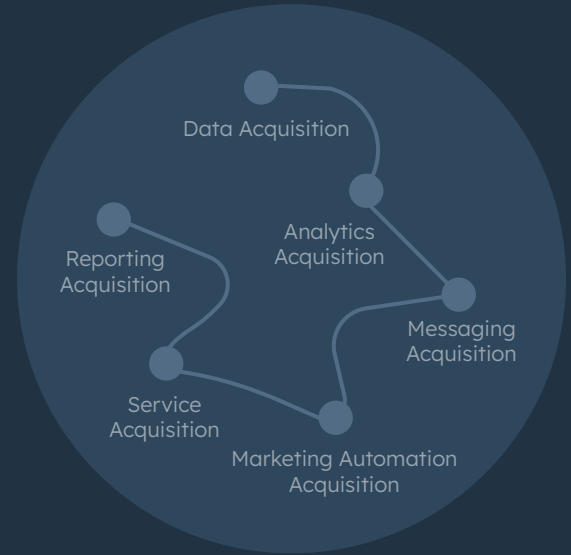 Data Acquisition
Analytics
Acquisition
Reporting
Acquisition
Messaging
Acquisition
Service
Acquisition
Marketing Automation
Acquisition